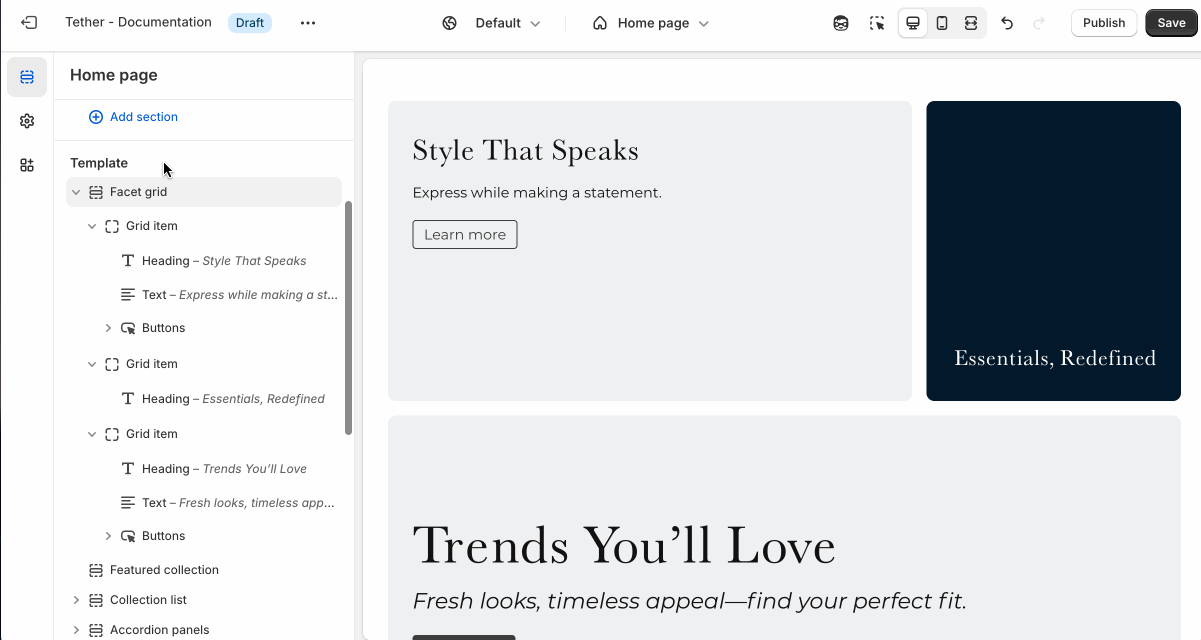 Tether - Documentation Draft ... Default Home page Publish Save
Home page
Add section
Template
Facet grid
Grid item
Heading – Style That Speaks
Text – Express while making a st...
Buttons
Grid item
Heading – Essentials, Redefined
Grid item
Heading – Trends You’ll Love
Text – Fresh looks, timeless app...
Buttons
Featured collection
Collection list
Accordion panels
Style That Speaks
Express while making a statement.
Learn more
Essentials, Redefined
Trends You’ll Love
Fresh looks, timeless appeal—find your perfect fit.